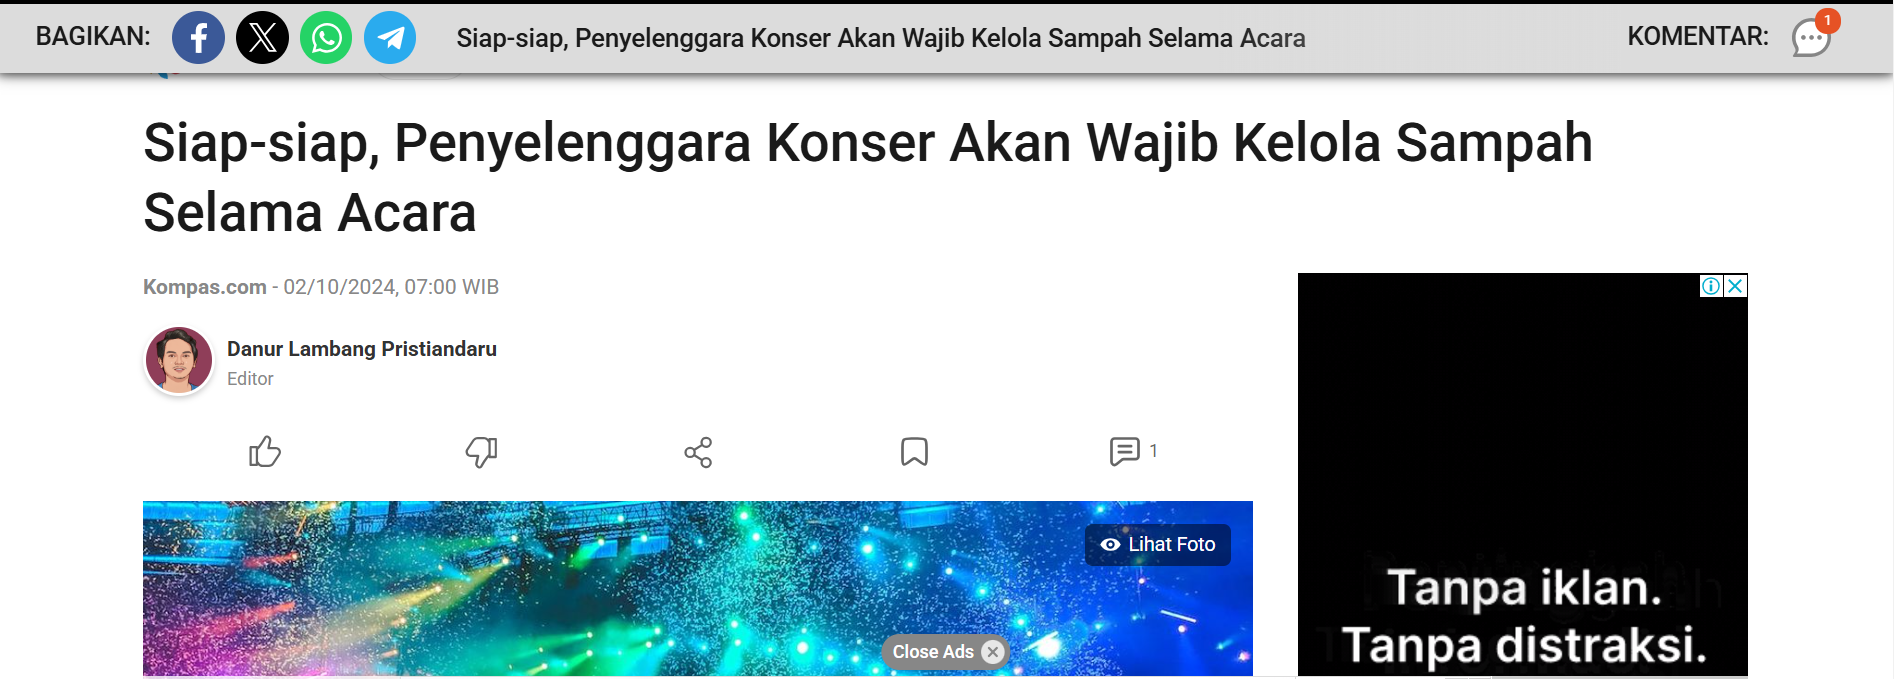 BAGIKAN:
Siap-siap, Penyelenggara Konser Akan Wajib Kelola Sampah Selama Acara
KOMENTAR:
1
Siap-siap, Penyelenggara Konser Akan Wajib Kelola Sampah
Selama Acara
Kompas.com - 02/10/2024, 07:00 WIB
Danur Lambang Pristiandaru
Editor
1
Lihat Foto
Close Ads
Tanpa iklan.
Tanpa distraksi.